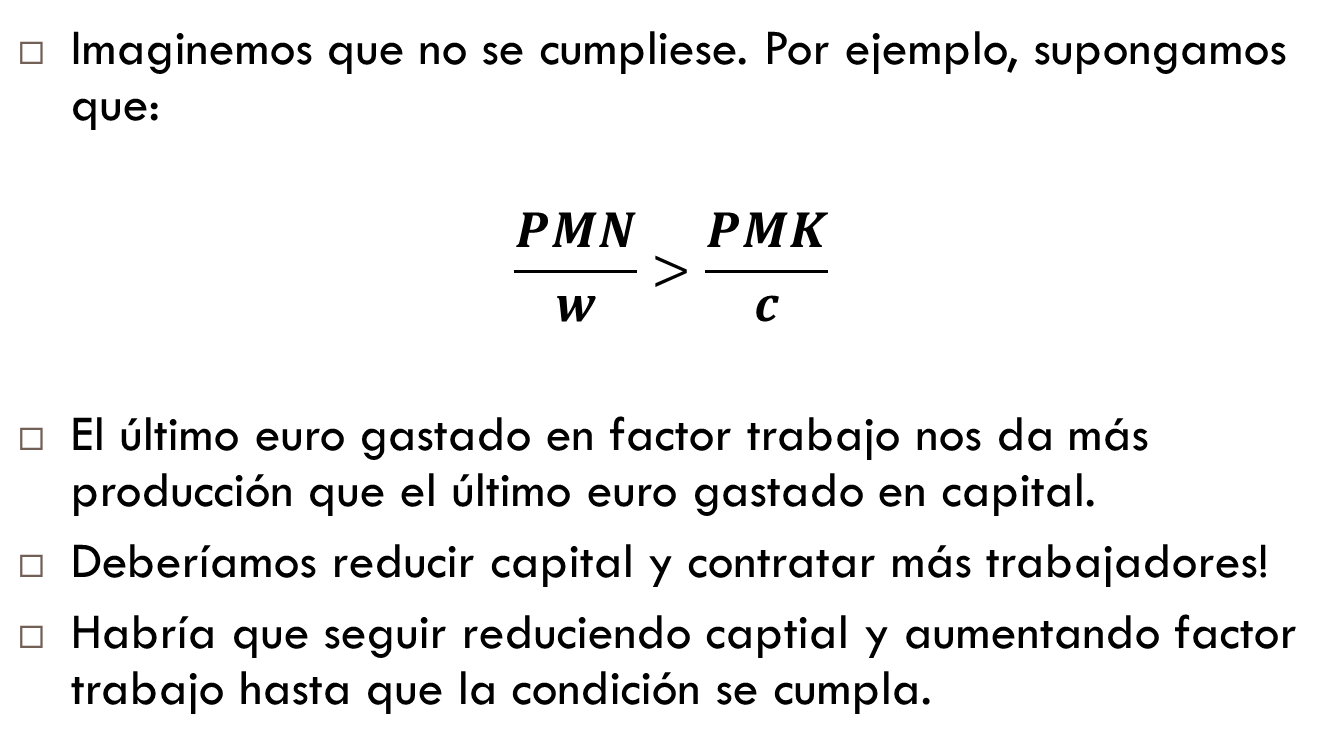 □ Imaginemos que no se cumpliese. Por ejemplo, supongamos
que:
PMN/w > PMK/c
□ El último euro gastado en factor trabajo nos da más
producción que el último euro gastado en capital.
□ Deberíamos reducir capital y contratar más trabajadores!
□ Habría que seguir reduciendo captial y aumentando factor
trabajo hasta que la condición se cumpla.